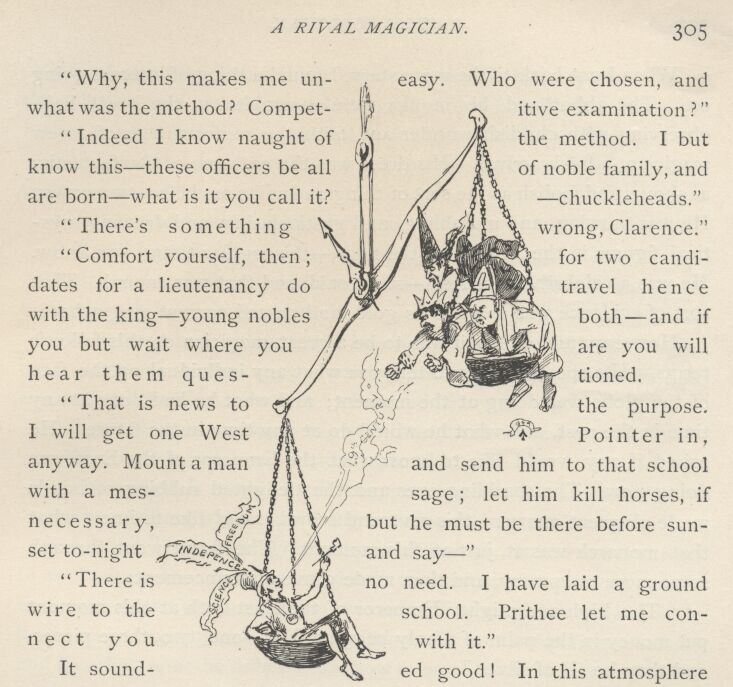 A RIVAL MAGICIAN. 305
"Why, this makes me un- easy. Who were chosen, and
what was the method? Compet- itive examination?"
"Indeed I know naught of the method. I but
know this—these officers be all of noble family, and
are born—what is it you call it? —chuckleheads."
"There's something wrong, Clarence."
"Comfort yourself, then; for two candi-
dates for a lieutenancy do travel hence
with the king—young nobles both—and if
you but wait where you are you will
hear them ques- tioned.
"That is news to the purpose.
I will get one West Pointer in,
anyway. Mount a man and send him to that school
with a mes- sage; let him kill horses, if
necessary, but he must be there before sun-
set to-night and say—"
"There is no need. I have laid a ground
wire to the school. Prithee let me con-
nect you with it."
It sound- ed good! In this atmosphere
INDEPENCE
SCIENCE